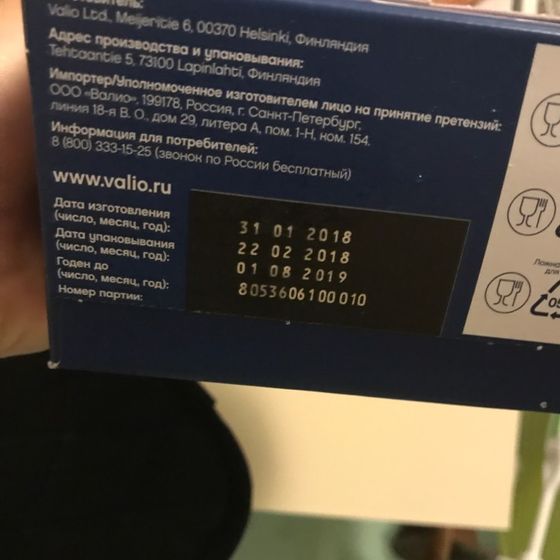 Valio Ltd., Meijeritie 6, 00370 Helsinki, Финляндия
Адрес производства и упаковывания:
Tehtaantie 5, 73100 Lapinlahti, Финляндия
Импортер/Уполномоченное изготовителем лицо на принятие претензий:
ООО «Валио», 199178, Россия, г. Санкт-Петербург,
линия 18-я В. О., дом 29, литера А, пом. 1-Н, ком. 154.
Информация для потребителей:
8 (800) 333-15-25 (звонок по России бесплатный)
www.valio.ru
Дата изготовления
(число, месяц, год):
31 01 2018
Дата упаковывания
(число, месяц, год):
22 02 2018
Годен до
(число, месяц, год):
01 08 2019
Номер партии:
8053606100010
05